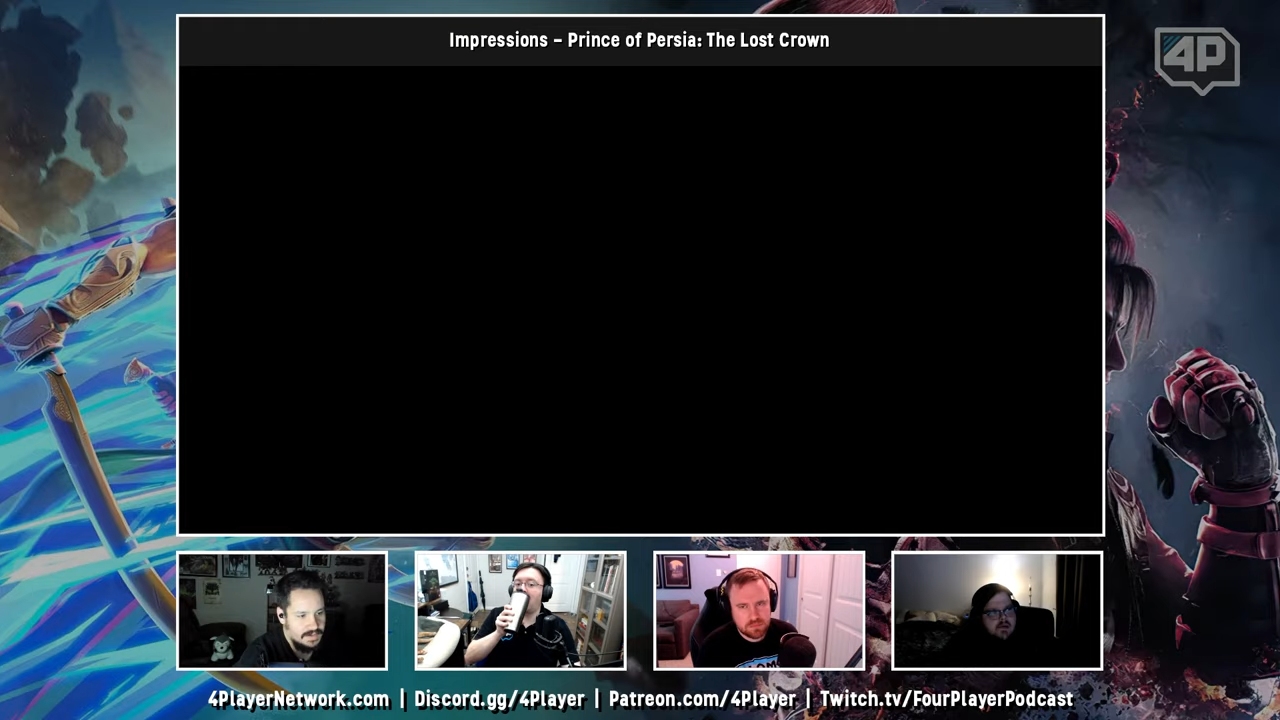 Impressions – Prince of Persia: The Lost Crown
4P
4PlayerNetwork.com | Discord.gg/4Player | Patreon.com/4Player | Twitch.tv/FourPlayerPodcast